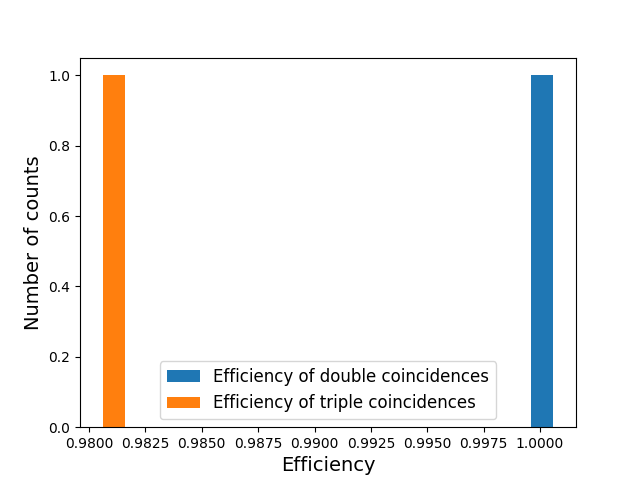 Number of counts
1.0
0.8
0.6
0.4
0.2
0.0
Efficiency of double coincidences
Efficiency of triple coincidences
0.9800 0.9825 0.9850 0.9875 0.9900 0.9925 0.9950 0.9975 1.0000
Efficiency